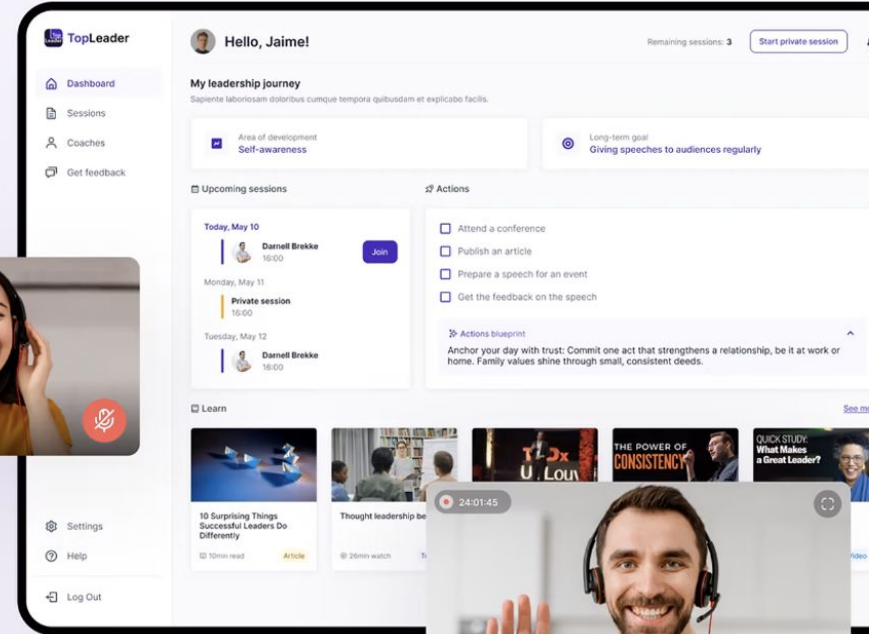 TopLeader
Hello, Jaime!
Remaining sessions: 3
Start private session
Dashboard
Sessions
Coaches
Get feedback
My leadership journey
Sapiente laboriosam doloribus cumque tempora quibusdam et explicabo facilis.
Area of development
Self-awareness
Long-term goal
Giving speeches to audiences regularly
Upcoming sessions
Today, May 10
Darnell Brekke
16:00
Join
Monday, May 11
Private session
16:00
Tuesday, May 12
Darnell Brekke
16:00
Actions
Attend a conference
Publish an article
Prepare a speech for an event
Get the feedback on the speech
Actions blueprint
Anchor your day with trust: Commit one act that strengthens a relationship, be it at work or
home. Family values shine through small, consistent deeds.
Learn
See
10 Surprising Things
Successful Leaders Do
Differently
10min read
Article
Thought leadership
26min watch
THE POWER OF
CONSISTENCY
QUICK STUDY:
What Makes
a Great Leader?
Video
24:01:45
Settings
Help
Log Out